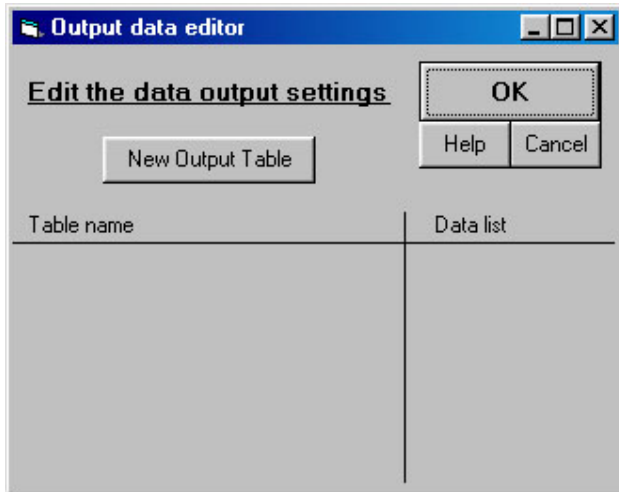 Output data editor
Edit the data output settings
OK
New Output Table
Help
Cancel
Table name
Data list